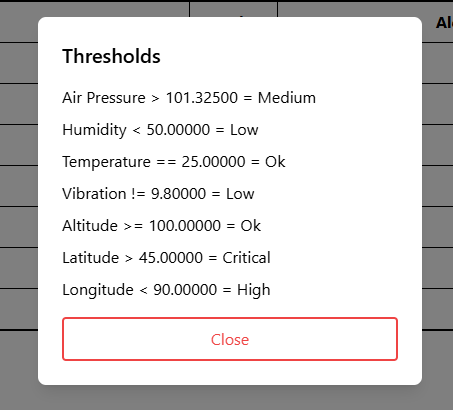 Thresholds
Air Pressure > 101.32500 = Medium
Humidity < 50.00000 = Low
Temperature == 25.00000 = Ok
Vibration != 9.80000 = Low
Altitude >= 100.00000 = Ok
Latitude > 45.00000 = Critical
Longitude < 90.00000 = High
Close